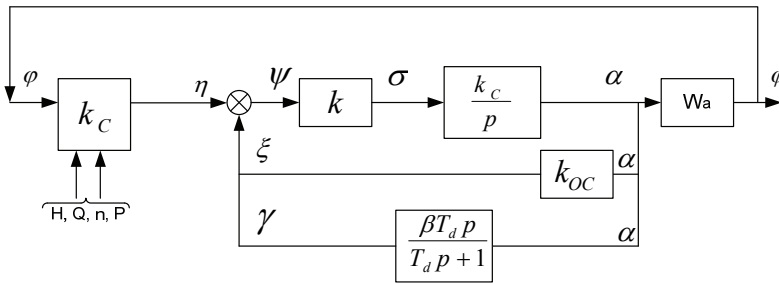 φ
k_C
η
ψ
k
σ
k_C / p
α
Wa
φ
ξ
k_OC
α
H, Q, n, P
γ
βT_d p / T_d p + 1
α